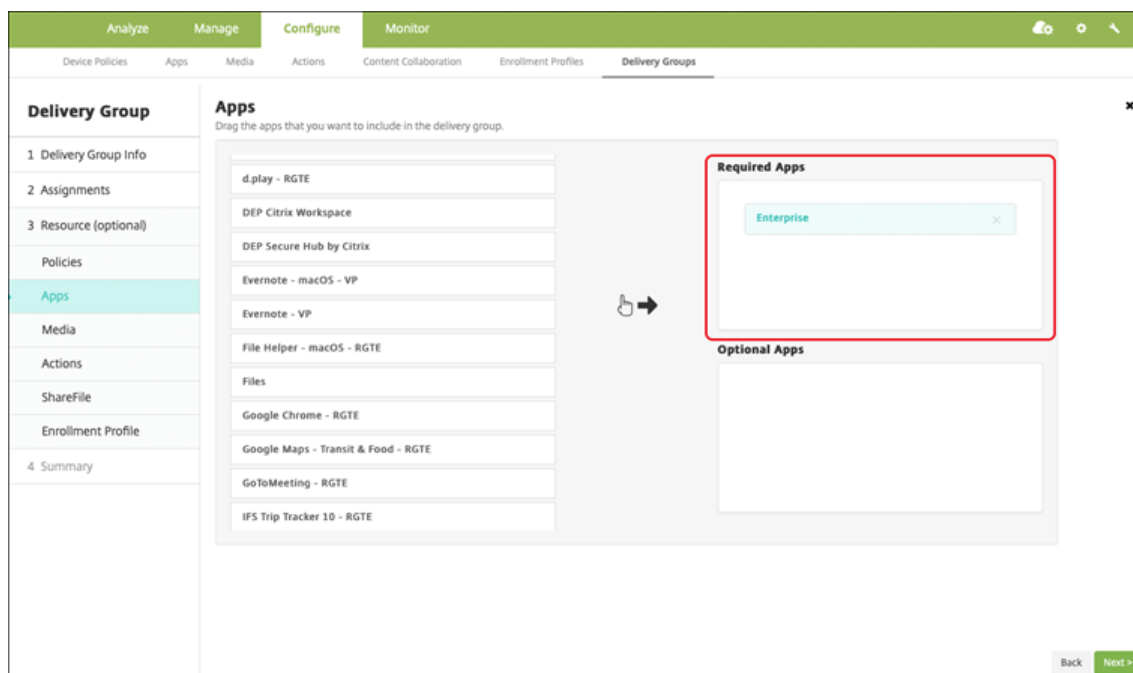 Analyze Manage Configure Monitor
Device Policies Apps Media Actions Content Collaboration Enrollment Profiles Delivery Groups
Delivery Group
1 Delivery Group Info
2 Assignments
3 Resource (optional)
Policies
Apps
Media
Actions
ShareFile
Enrollment Profile
4 Summary
Apps
Drag the apps that you want to include in the delivery group.
d.play - RGTE
DEP Citrix Workspace
DEP Secure Hub by Citrix
Evernote - macOS - VP
Evernote - VP
File Helper - macOS - RGTE
Files
Google Chrome - RGTE
Google Maps - Transit & Food - RGTE
GoToMeeting - RGTE
IFS Trip Tracker 10 - RGTE
Required Apps
Enterprise
Optional Apps
Back Next >